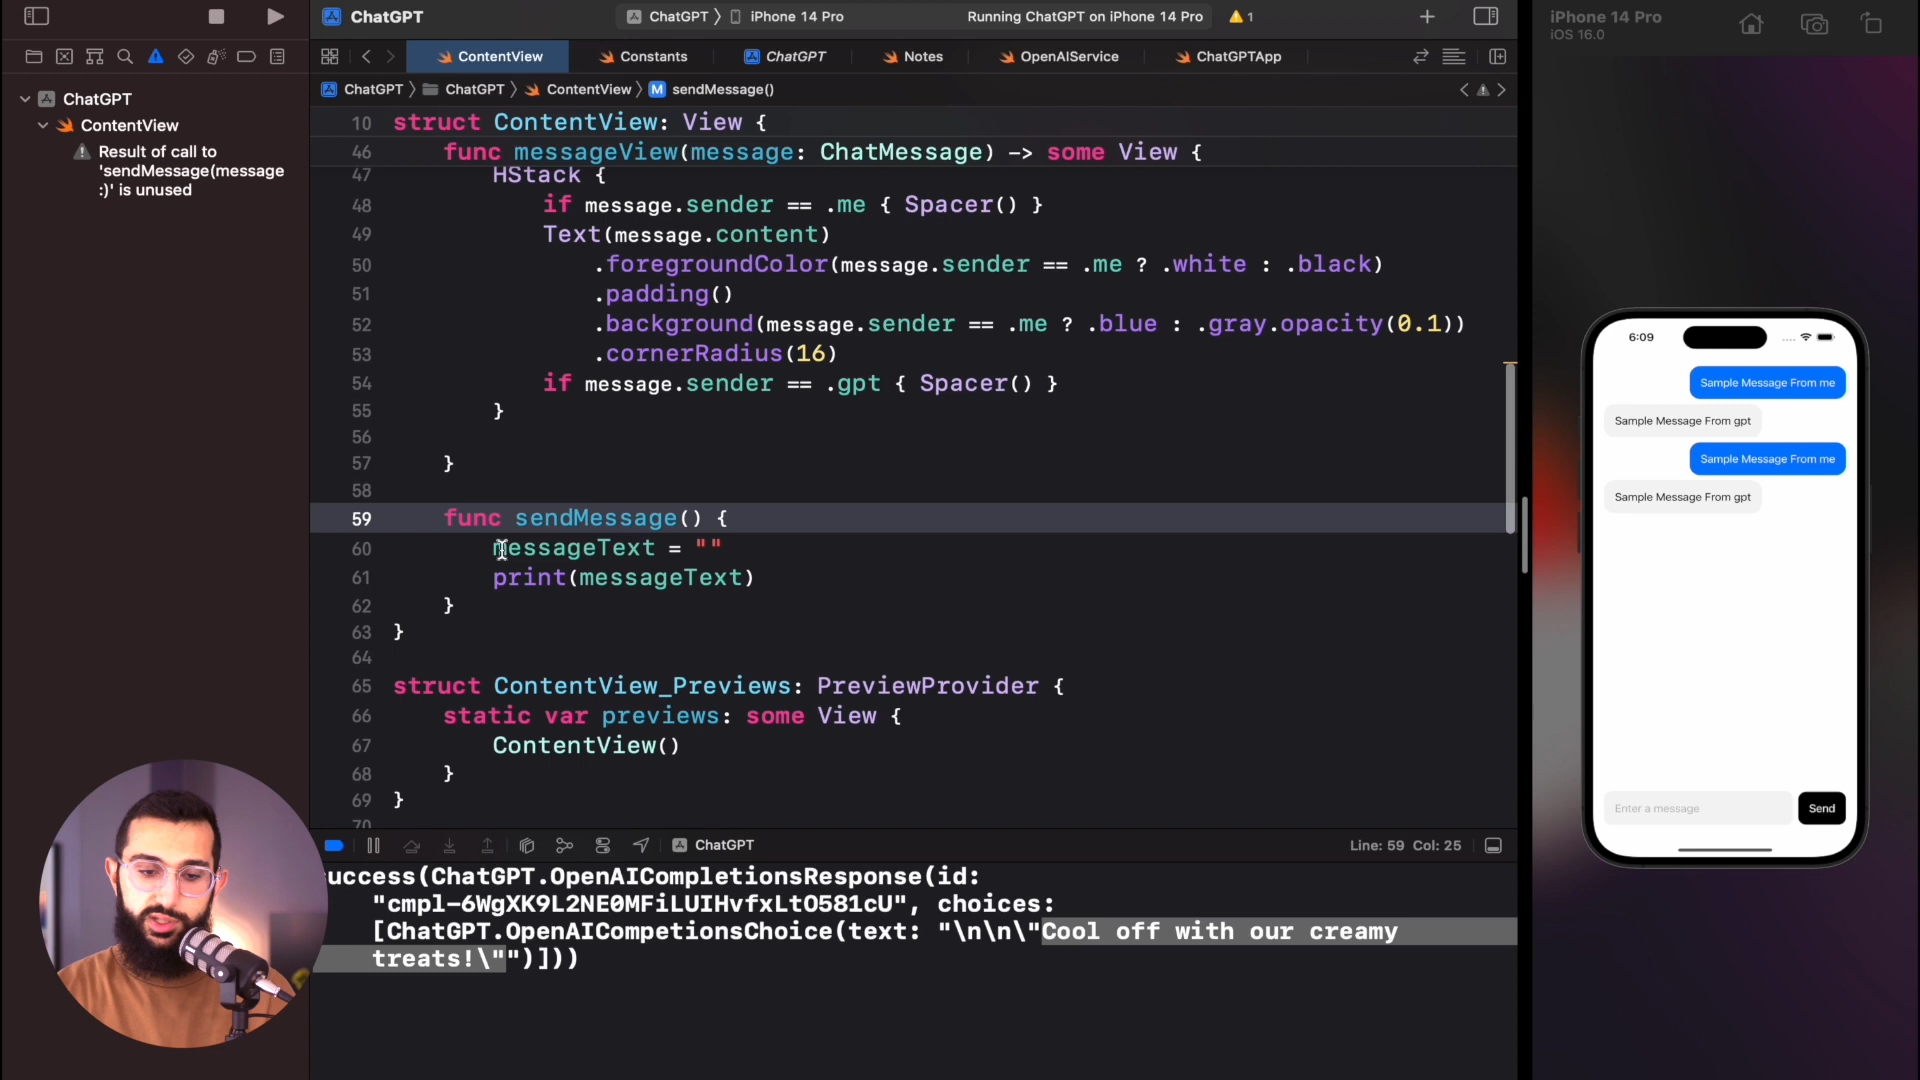 ChatGPT
ChatGPT 〉 iPhone 14 Pro
Running ChatGPT on iPhone 14 Pro
1
iPhone 14 Pro
iOS 16.0
ContentView
Constants
ChatGPT
Notes
OpenAIService
ChatGPTApp
ChatGPT 〉 ChatGPT 〉 ContentView 〉 M sendMessage()
ChatGPT
ContentView
Result of call to
'sendMessage(message
:)' is unused
10 struct ContentView: View {
46 func messageView(message: ChatMessage) -> some View {
47 HStack {
48 if message.sender == .me { Spacer() }
49 Text(message.content)
50 .foregroundColor(message.sender == .me ? .white : .black)
51 .padding()
52 .background(message.sender == .me ? .blue : .gray.opacity(0.1))
53 .cornerRadius(16)
54 if message.sender == .gpt { Spacer() }
55 }
56
57 }
58
59 func sendMessage() {
60 messageText = ""
61 print(messageText)
62 }
63 }
64
65 struct ContentView_Previews: PreviewProvider {
66 static var previews: some View {
67 ContentView()
68 }
69 }
70
ChatGPT
Line: 59 Col: 25
success(ChatGPT.OpenAICompletionsResponse(id:
"cmpl-6WgXK9L2NE0MFiLUIHvfxLtO581cU", choices:
[ChatGPT.OpenAICompetionsChoice(text: "\n\n\"Cool off with our creamy
treats!\"")]))
6:09
Sample Message From me
Sample Message From gpt
Sample Message From me
Sample Message From gpt
Enter a message
Send